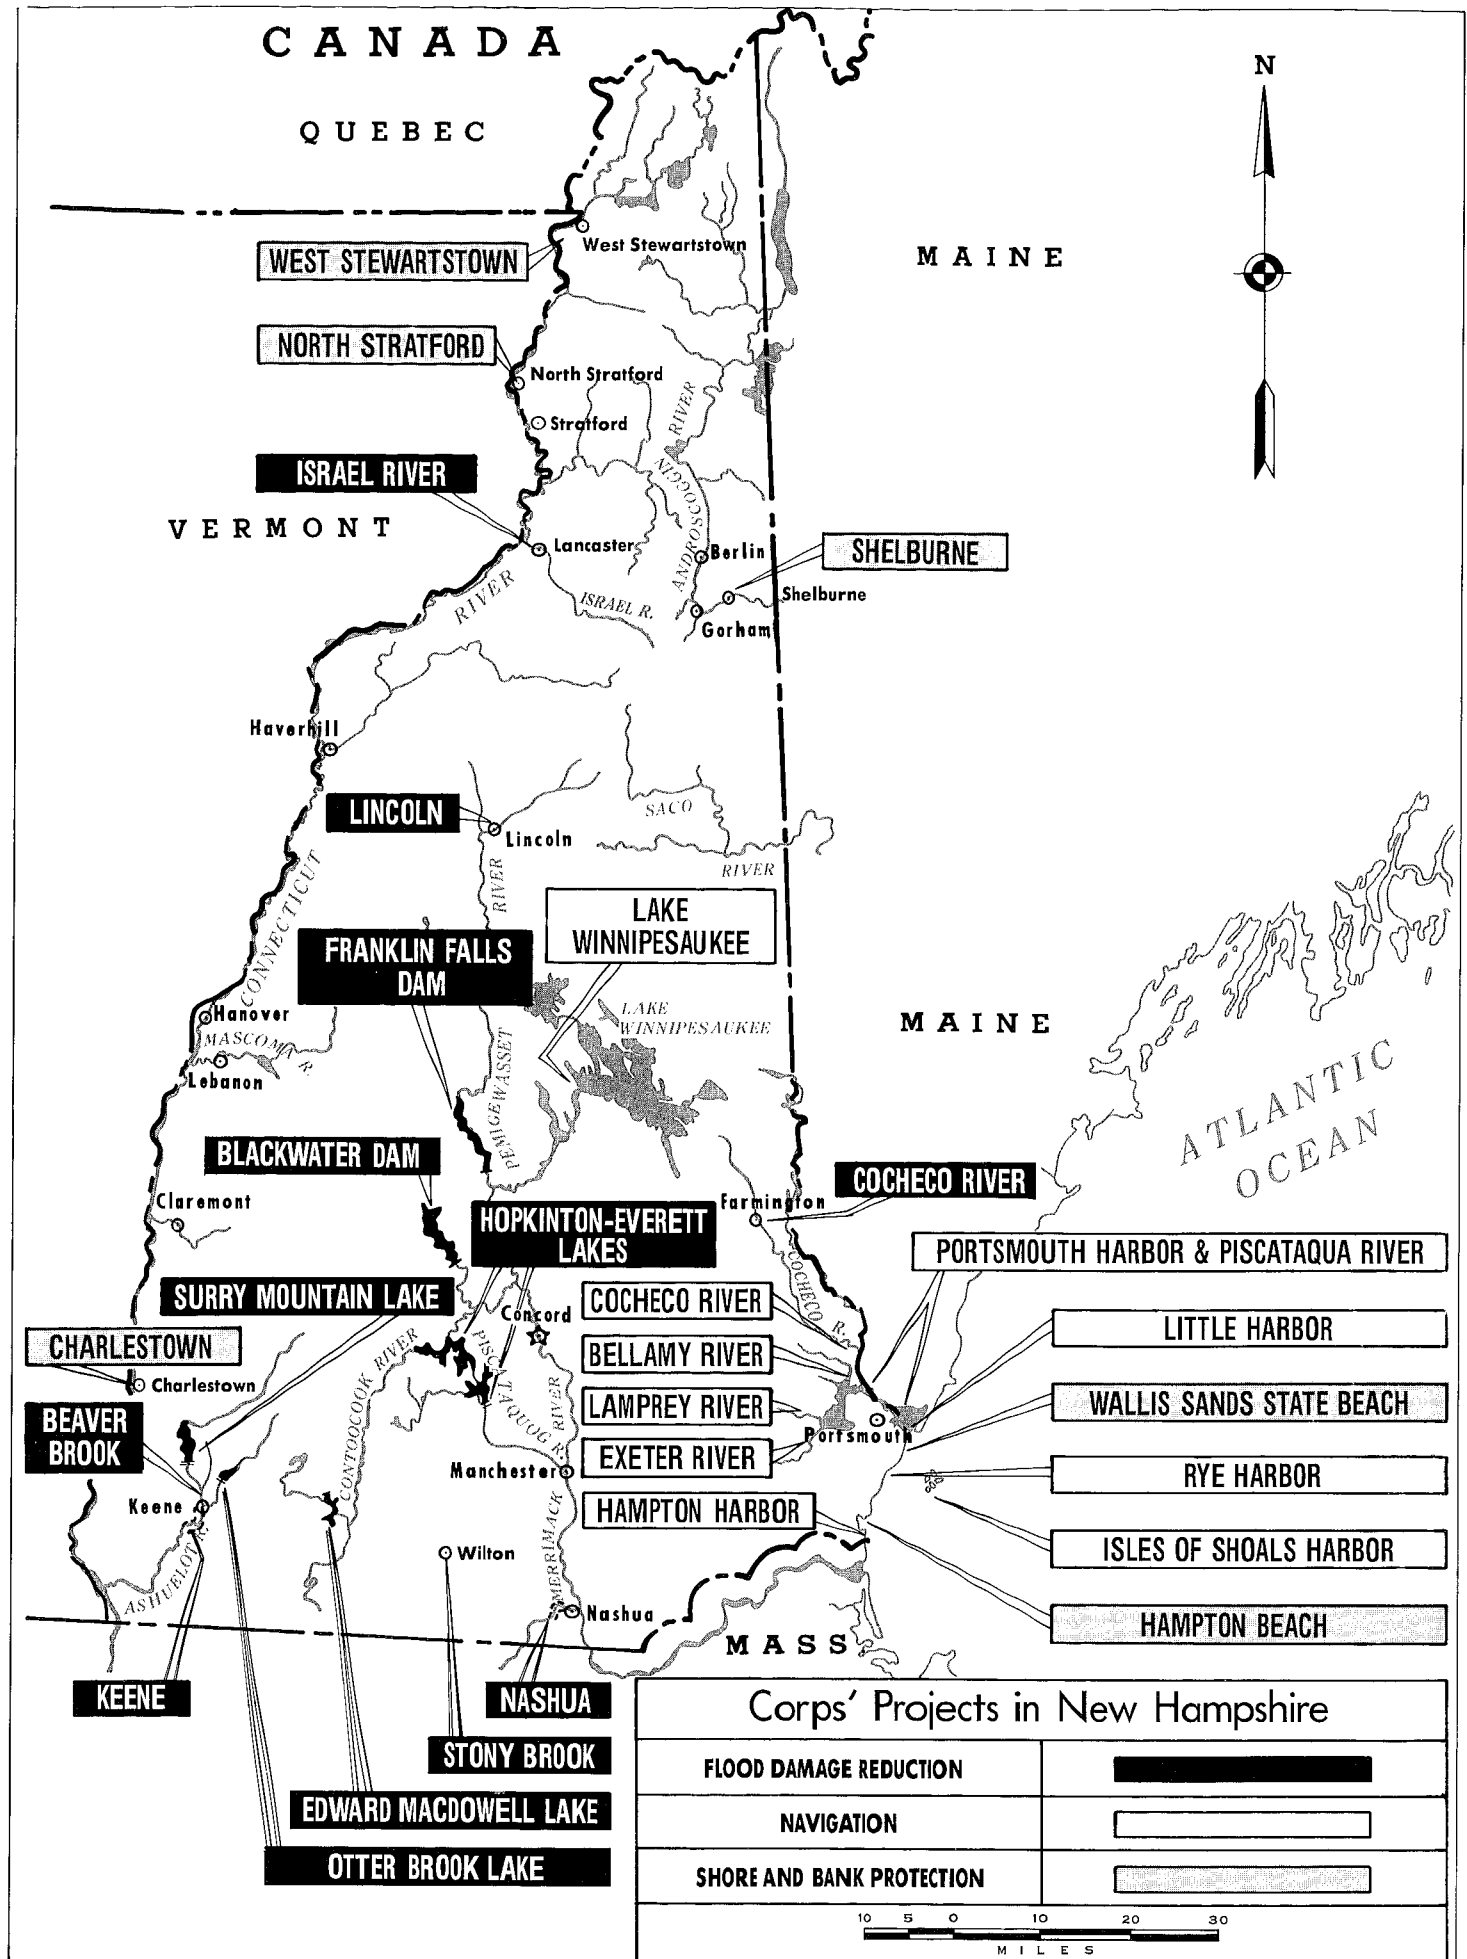 CANADA
QUEBEC
N
West Stewartstown
WEST STEWARTSTOWN
MAINE
NORTH STRATFORD
North Stratford
Stratford
RIVER
ANDROSCOGGIN
ISRAEL RIVER
VERMONT
Lancaster
Berlin
SHELBURNE
RIVER
ISRAEL R.
Shelburne
Gorham
Haverhill
LINCOLN
SACO
Lincoln
RIVER
RIVER
CONNECTICUT
LAKE
WINNIPESAUKEE
FRANKLIN FALLS
DAM
Hanover
LAKE
WINNIPESAUKEE
MAINE
MASCOMA R.
Lebanon
PEMIGEWASSET
ATLANTIC
OCEAN
BLACKWATER DAM
COCHECO RIVER
Claremont
Farmington
HOPKINTON-EVERETT
LAKES
PORTSMOUTH HARBOR & PISCATAQUA RIVER
SURRY MOUNTAIN LAKE
COCHECO RIVER
COCHECO R.
Concord
LITTLE HARBOR
CHARLESTOWN
BELLAMY RIVER
Charlestown
CONTOOCOOK RIVER
PISCATAQUOG R.
RIVER
WALLIS SANDS STATE BEACH
LAMPREY RIVER
BEAVER
BROOK
Portsmouth
EXETER RIVER
Manchester
RYE HARBOR
Keene
HAMPTON HARBOR
MERRIMACK
ISLES OF SHOALS HARBOR
Wilton
ASHUELOT R.
Nashua
HAMPTON BEACH
MASS
KEENE
NASHUA
STONY BROOK
EDWARD MACDOWELL LAKE
OTTER BROOK LAKE
Corps' Projects in New Hampshire
FLOOD DAMAGE REDUCTION
NAVIGATION
SHORE AND BANK PROTECTION
10 5 0 10 20 30
MILES